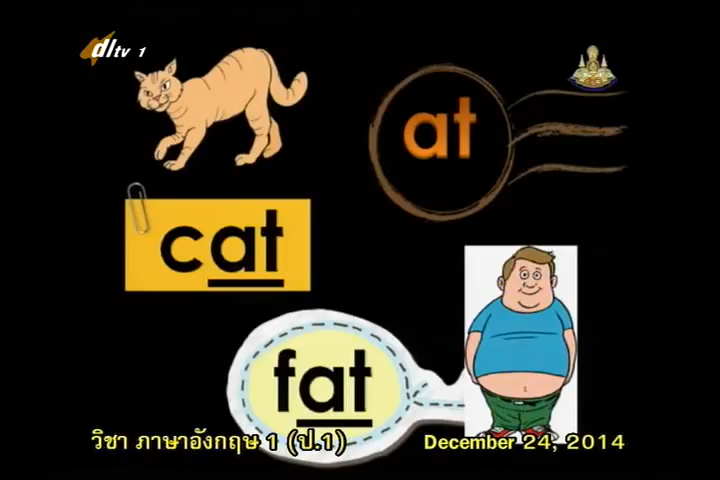 dltv 1
at
cat
fat
วิชา ภาษาอังกฤษ 1 (ป.1)
December 24, 2014